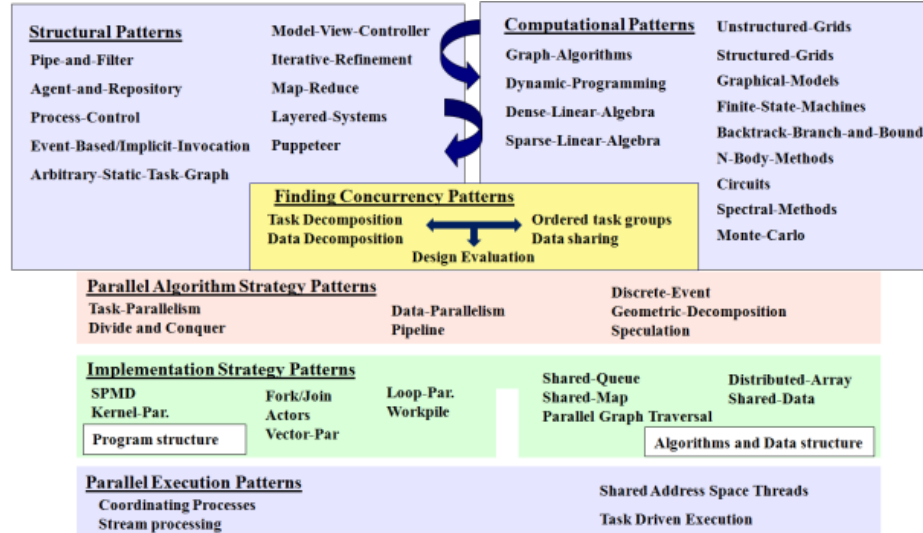 Structural Patterns
Pipe-and-Filter
Agent-and-Repository
Process-Control
Event-Based/Implicit-Invocation
Arbitrary-Static-Task-Graph
Model-View-Controller
Iterative-Refinement
Map-Reduce
Layered-Systems
Puppeteer
Computational Patterns
Graph-Algorithms
Dynamic-Programming
Dense-Linear-Algebra
Sparse-Linear-Algebra
Unstructured-Grids
Structured-Grids
Graphical-Models
Finite-State-Machines
Backtrack-Branch-and-Bound
N-Body-Methods
Circuits
Spectral-Methods
Monte-Carlo
Finding Concurrency Patterns
Task Decomposition
Data Decomposition
Ordered task groups
Data sharing
Design Evaluation
Parallel Algorithm Strategy Patterns
Task-Parallelism
Divide and Conquer
Data-Parallelism
Pipeline
Discrete-Event
Geometric-Decomposition
Speculation
Implementation Strategy Patterns
SPMD
Kernel-Par.
Program structure
Fork/Join
Actors
Vector-Par
Loop-Par.
Workpile
Shared-Queue
Shared-Map
Parallel Graph Traversal
Distributed-Array
Shared-Data
Algorithms and Data structure
Parallel Execution Patterns
Coordinating Processes
Stream processing
Shared Address Space Threads
Task Driven Execution